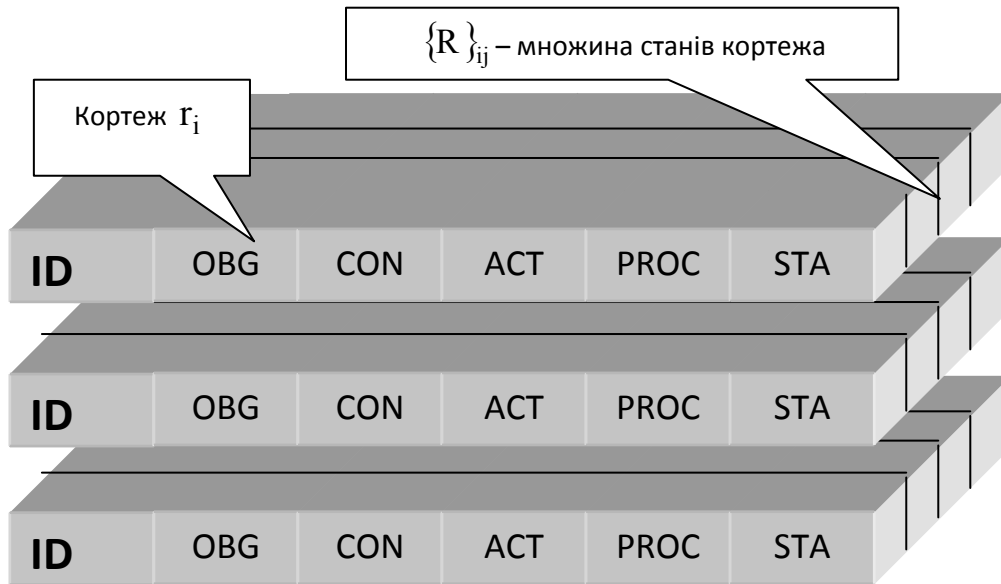 {R}ij – множина станів кортежа
Кортеж ri
ID OBG CON ACT PROC STA
ID OBG CON ACT PROC STA
ID OBG CON ACT PROC STA